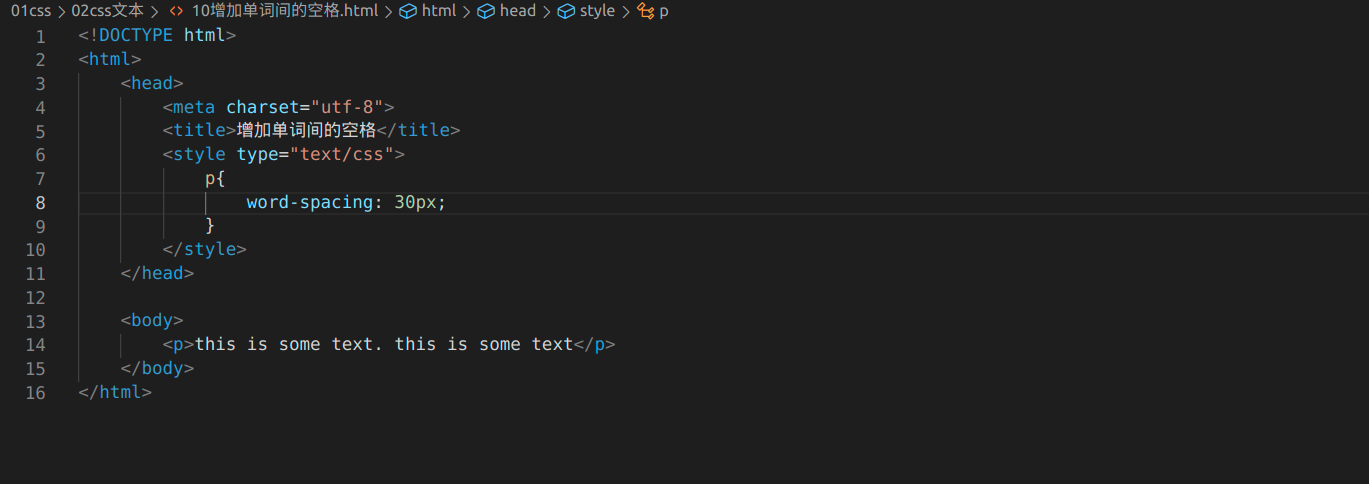 01css > 02css文本 > <> 10增加单词间的空格.html > html > head > style > p
1 <!DOCTYPE html>
2 <html>
3     <head>
4         <meta charset="utf-8">
5         <title>增加单词间的空格</title>
6         <style type="text/css">
7             p{
8                 word-spacing: 30px;
9             }
10         </style>
11     </head>
12
13     <body>
14         <p>this is some text. this is some text</p>
15     </body>
16 </html>